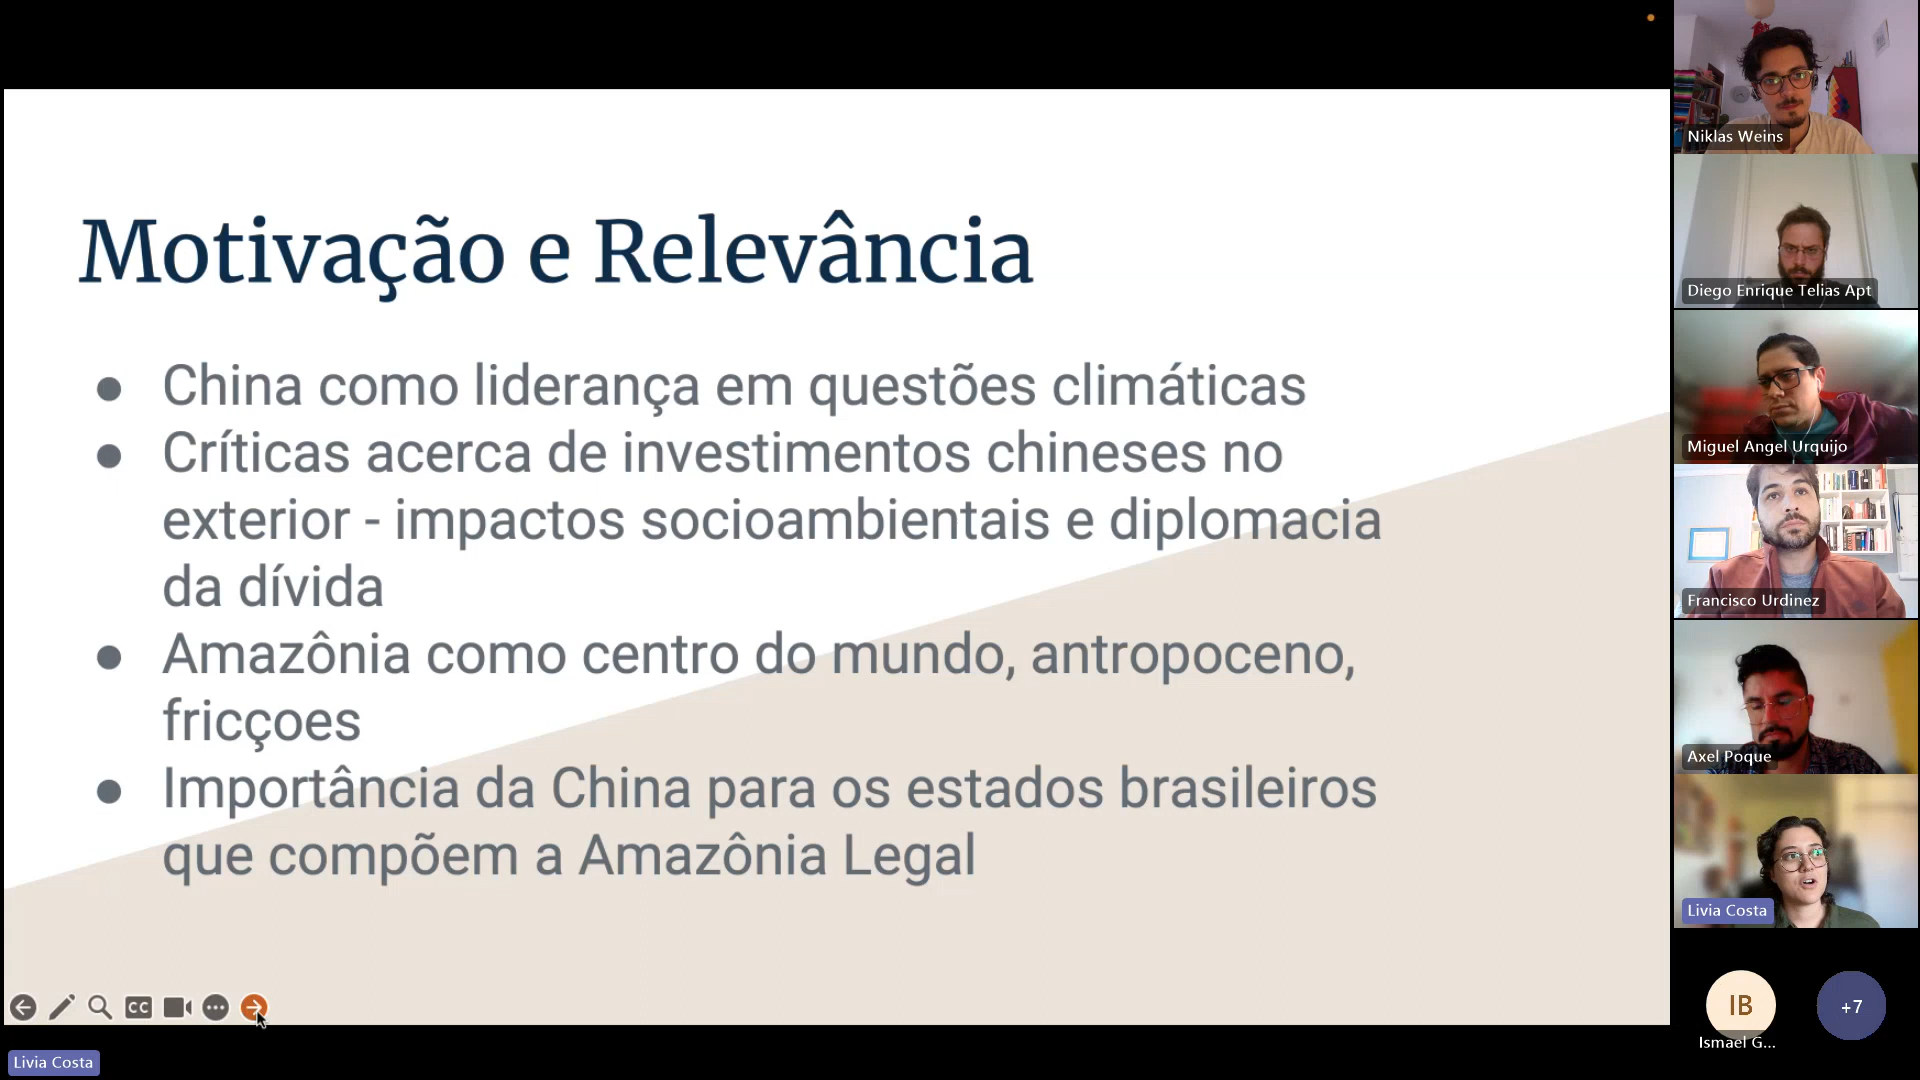 Motivação e Relevância
● China como liderança em questões climáticas
● Críticas acerca de investimentos chineses no
exterior - impactos socioambientais e diplomacia
da dívida
● Amazônia como centro do mundo, antropoceno,
fricçoes
● Importância da China para os estados brasileiros
que compõem a Amazônia Legal
CC
Livia Costa
Niklas Weins
Diego Enrique Telias Apt
Miguel Angel Urquijo
Francisco Urdinez
Axel Poque
Livia Costa
IB
+7
Ismael G...